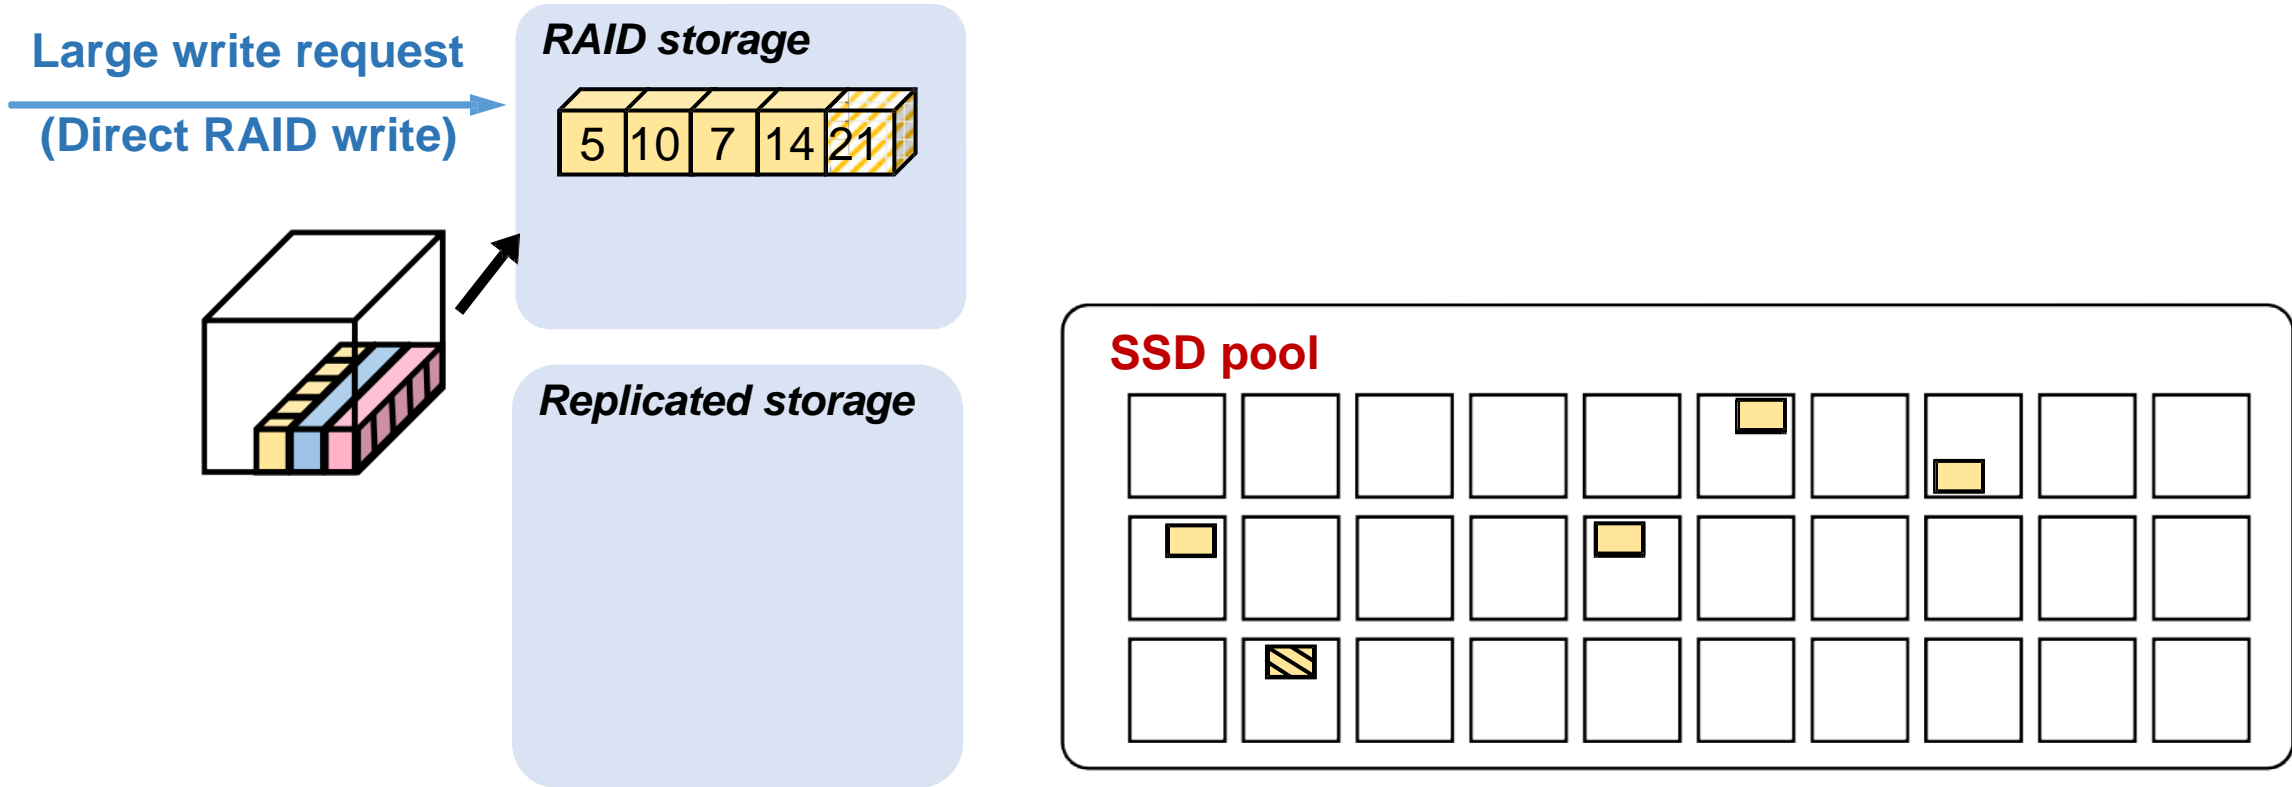 Large write request
(Direct RAID write)
RAID storage
5 10 7 14 21
Replicated storage
SSD pool